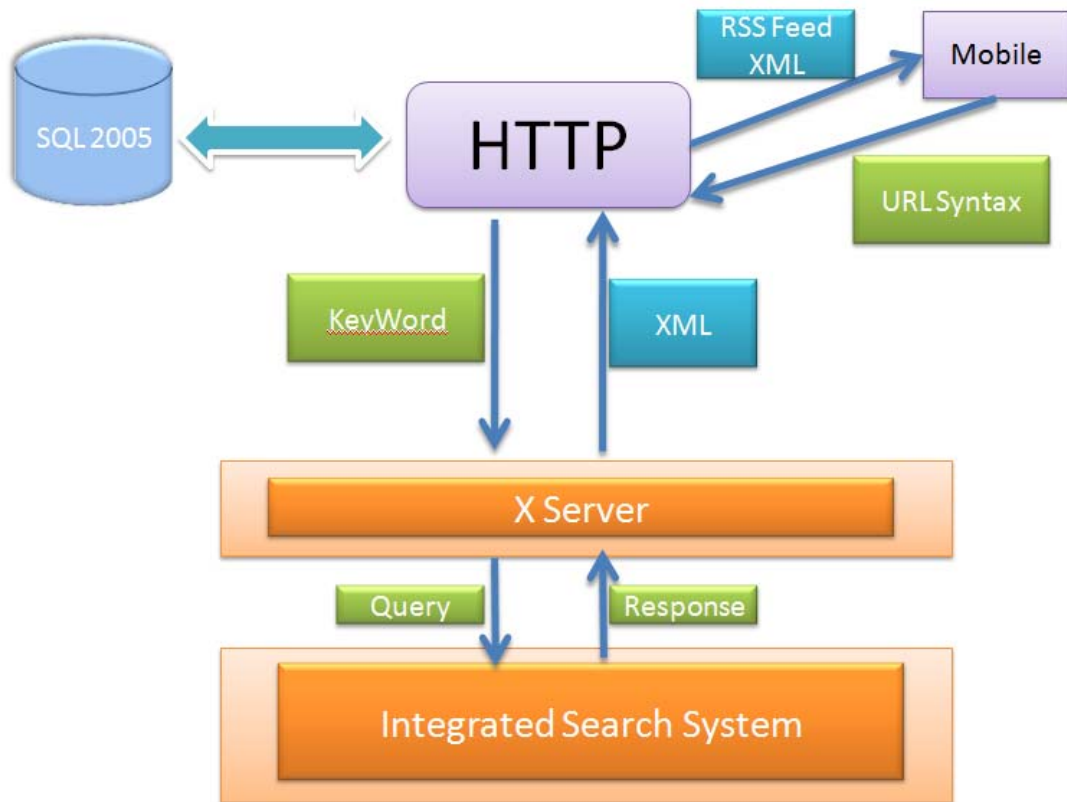 RSS Feed
XML
Mobile
SQL 2005
HTTP
URL Syntax
KeyWord
XML
X Server
Query
Response
Integrated Search System